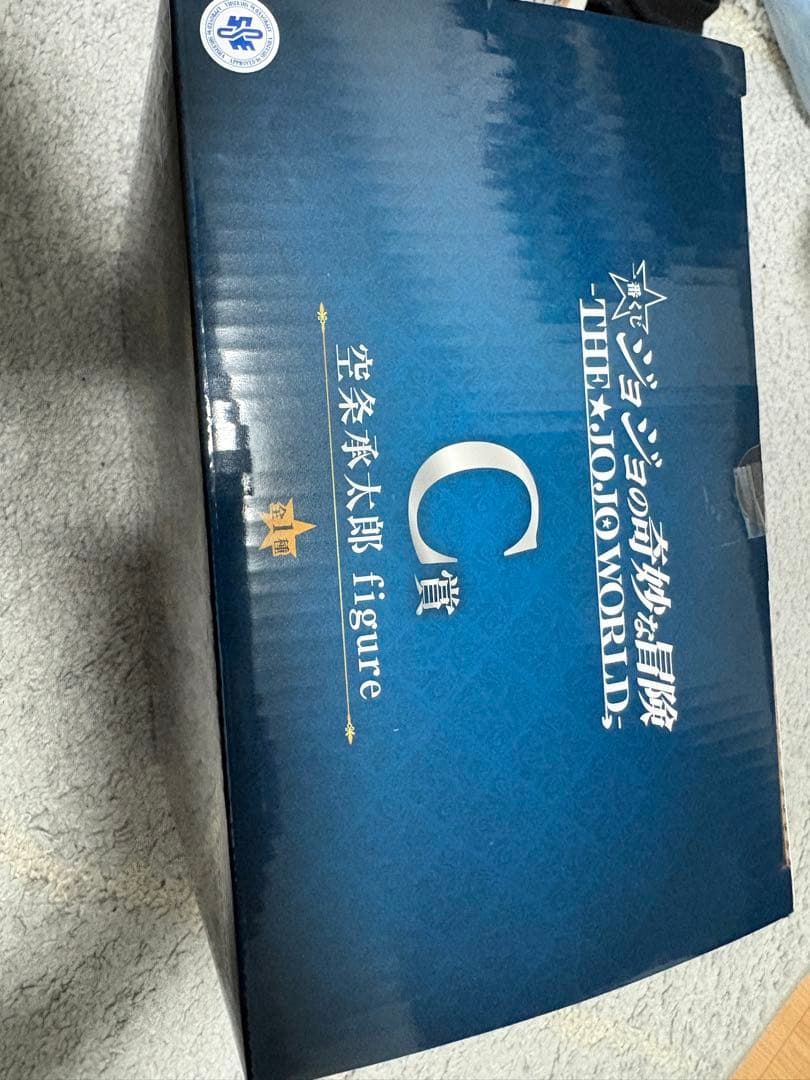 一番くじ
ジョジョの奇妙な冒険
-THE★JOJO WORLD-
C賞
空条承太郎 figure
全1種